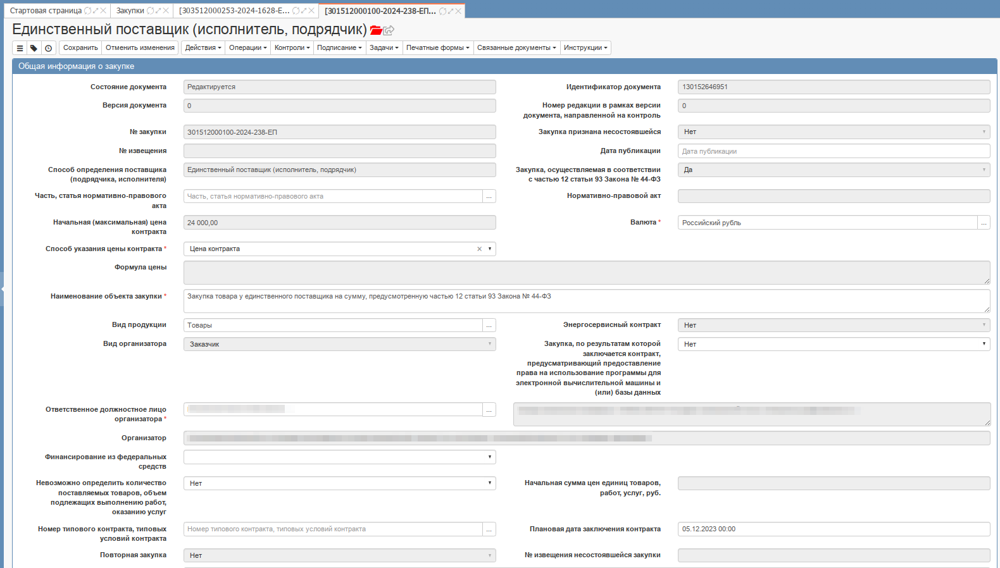 Стартовая страница
Закупки
[303512000253-2024-1628-Е...
[З01512000100-2024-238-ЕП...
Единственный поставщик (исполнитель, подрядчик)
Сохранить Отменить изменения Действия Операции Контроли Подписание Задачи Печатные формы Связанные документы Инструкции
Общая информация о закупке
Состояние документа Редактируется
Идентификатор документа 130152646951
Версия документа 0
Номер редакции в рамках версии
документа, направленной на контроль 0
№ закупки З01512000100-2024-238-ЕП
Закупка признана несостоявшейся Нет
№ извещения
Дата публикации Дата публикации
Способ определения поставщика
(подрядчика, исполнителя) Единственный поставщик (исполнитель, подрядчик)
Закупка, осуществляемая в соответствии
с частью 12 статьи 93 Закона № 44-ФЗ Да
Часть, статья нормативно-правового
акта Часть, статья нормативно-правового акта ...
Нормативно-правовой акт
Начальная (максимальная) цена
контракта 24 000,00
Валюта * Российский рубль ...
Способ указания цены контракта * Цена контракта ×
Формула цены
Наименование объекта закупки * Закупка товара у единственного поставщика на сумму, предусмотренную частью 12 статьи 93 Закона № 44-ФЗ
Вид продукции Товары ...
Энергосервисный контракт Нет
Вид организатора Заказчик
Закупка, по результатам которой
заключается контракт,
предусматривающий предоставление
права на использование программы для
электронной вычислительной машины и
(или) базы данных Нет
Ответственное должностное лицо
организатора * ...
Организатор
Финансирование из федеральных
средств
Невозможно определить количество
поставляемых товаров, объем
подлежащих выполнению работ,
оказанию услуг Нет
Начальная сумма цен единиц товаров,
работ, услуг, руб.
Номер типового контракта, типовых
условий контракта Номер типового контракта, типовых условий контракта ...
Плановая дата заключения контракта 05.12.2023 00:00
Повторная закупка Нет
№ извещения несостоявшейся закупки